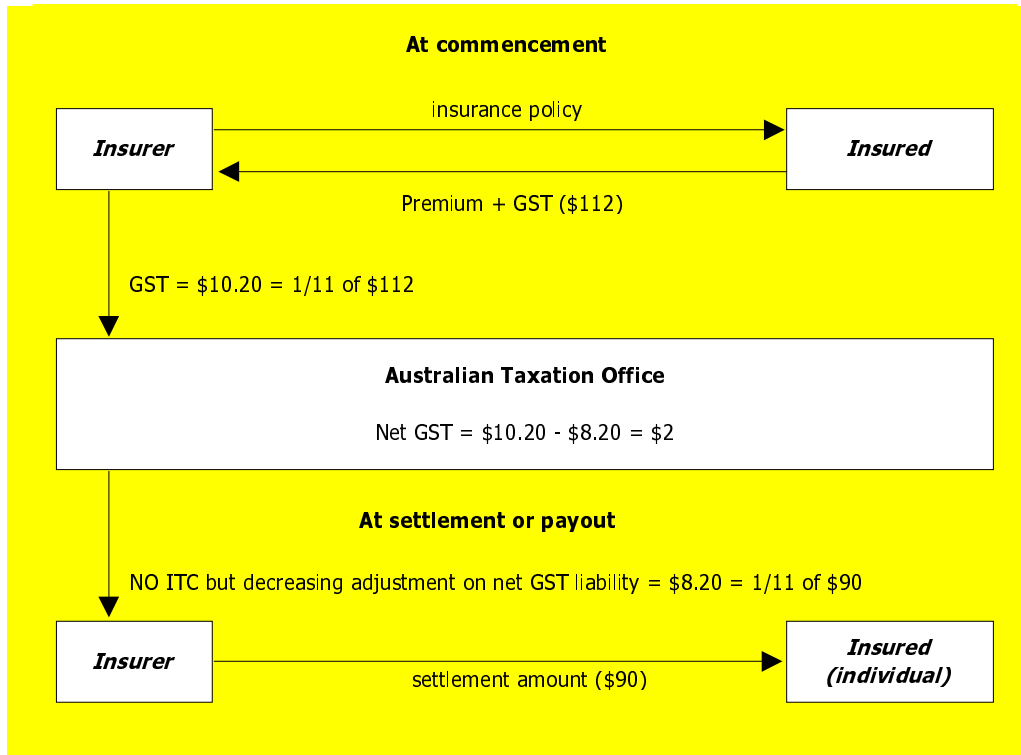 At commencement
insurance policy
Insurer
Insured
Premium + GST ($112)
GST = $10.20 = 1/11 of $112
Australian Taxation Office
Net GST = $10.20 - $8.20 = $2
At settlement or payout
NO ITC but decreasing adjustment on net GST liability = $8.20 = 1/11 of $90
Insurer
settlement amount ($90)
Insured
(individual)